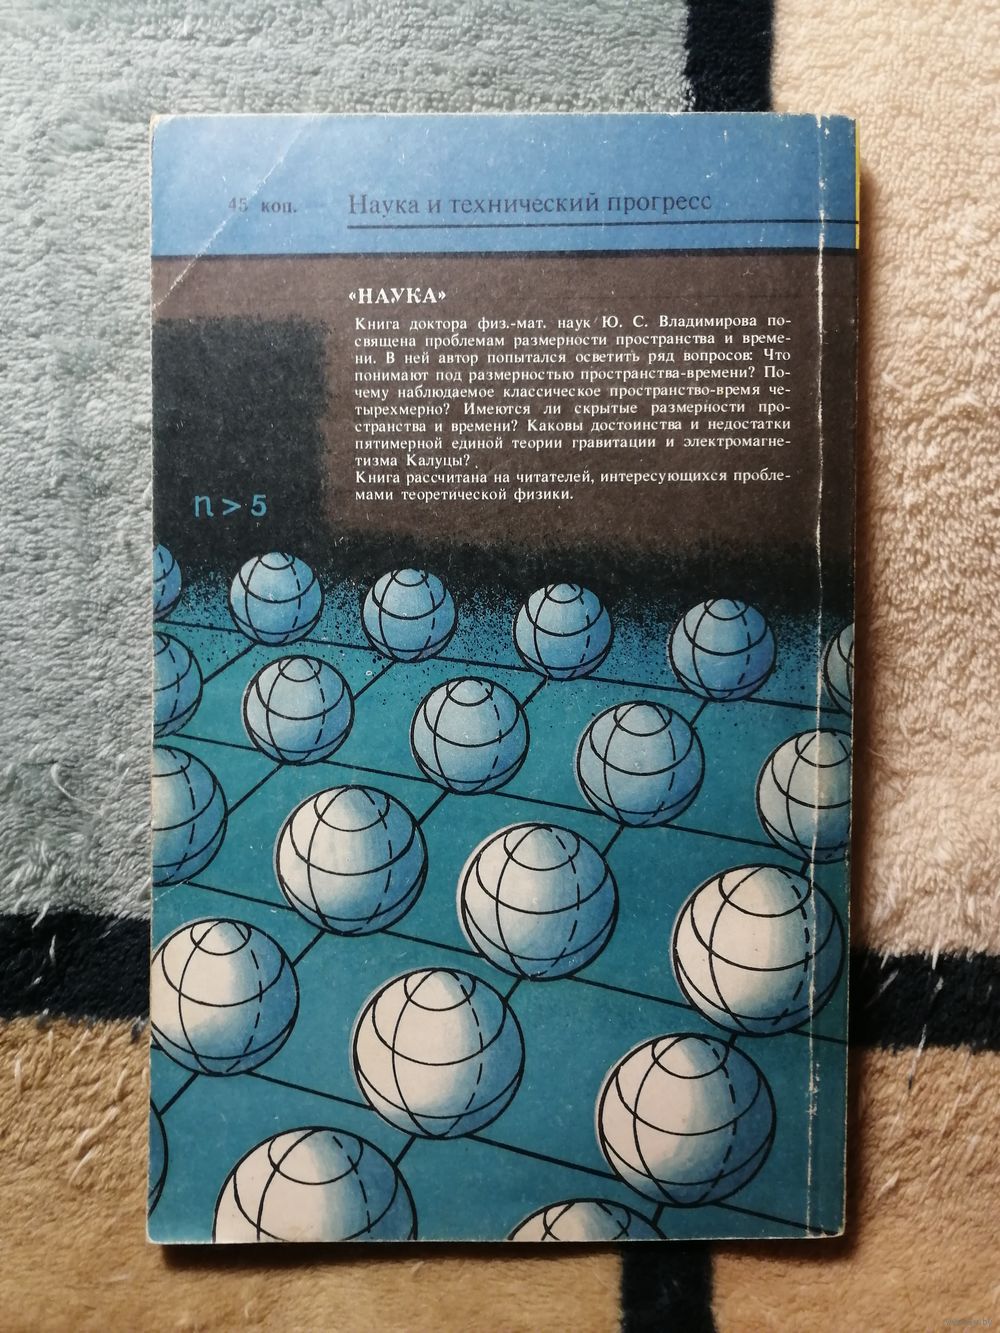 45 коп.
Наука и технический прогресс
«НАУКА»
Книга доктора физ.-мат. наук Ю. С. Владимирова по-
священа проблемам размерности пространства и време-
ни. В ней автор попытался осветить ряд вопросов: Что
понимают под размерностью пространства-времени? По-
чему наблюдаемое классическое пространство-время че-
тырехмерно? Имеются ли скрытые размерности про-
странства и времени? Каковы достоинства и недостатки
пятимерной единой теории гравитации и электромагне-
тизма Калуцы?
Книга рассчитана на читателей, интересующихся пробле-
мами теоретической физики.
n > 5